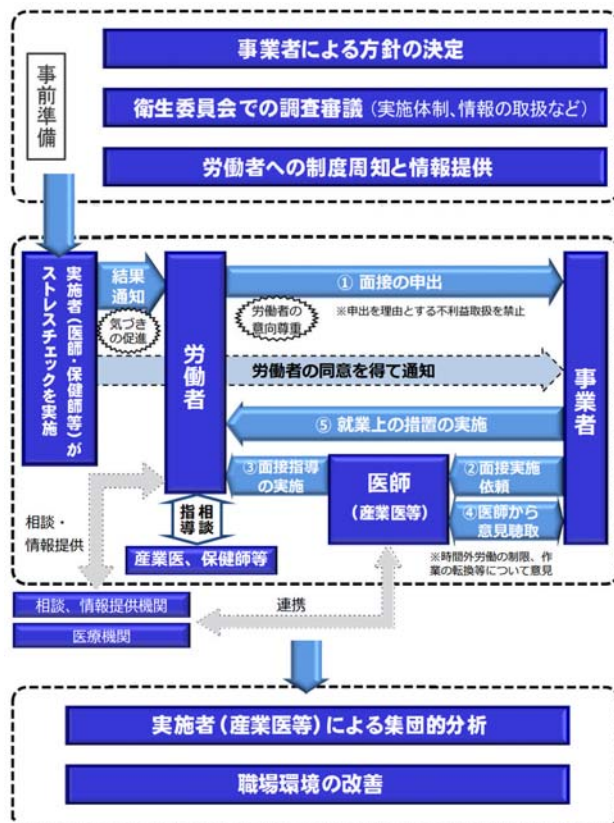 事前準備
事業者による方針の決定
衛生委員会での調査審議（実施体制、情報の取扱など）
労働者への制度周知と情報提供
実施者（医師・保健師等）が
ストレスチェックを実施
結果
通知
気づき
の促進
労働者
① 面接の申出
労働者の
意向尊重
※申出を理由とする不利益取扱を禁止
労働者の同意を得て通知
事業者
⑤ 就業上の措置の実施
③面接指導
の実施
医師
（産業医等）
②面接実施
依頼
④医師から
意見聴取
※時間外労働の制限、作
業の転換等について意見
相談・
情報提供
相談
指導
産業医、保健師等
相談、情報提供機関
医療機関
連携
実施者（産業医等）による集団的分析
職場環境の改善